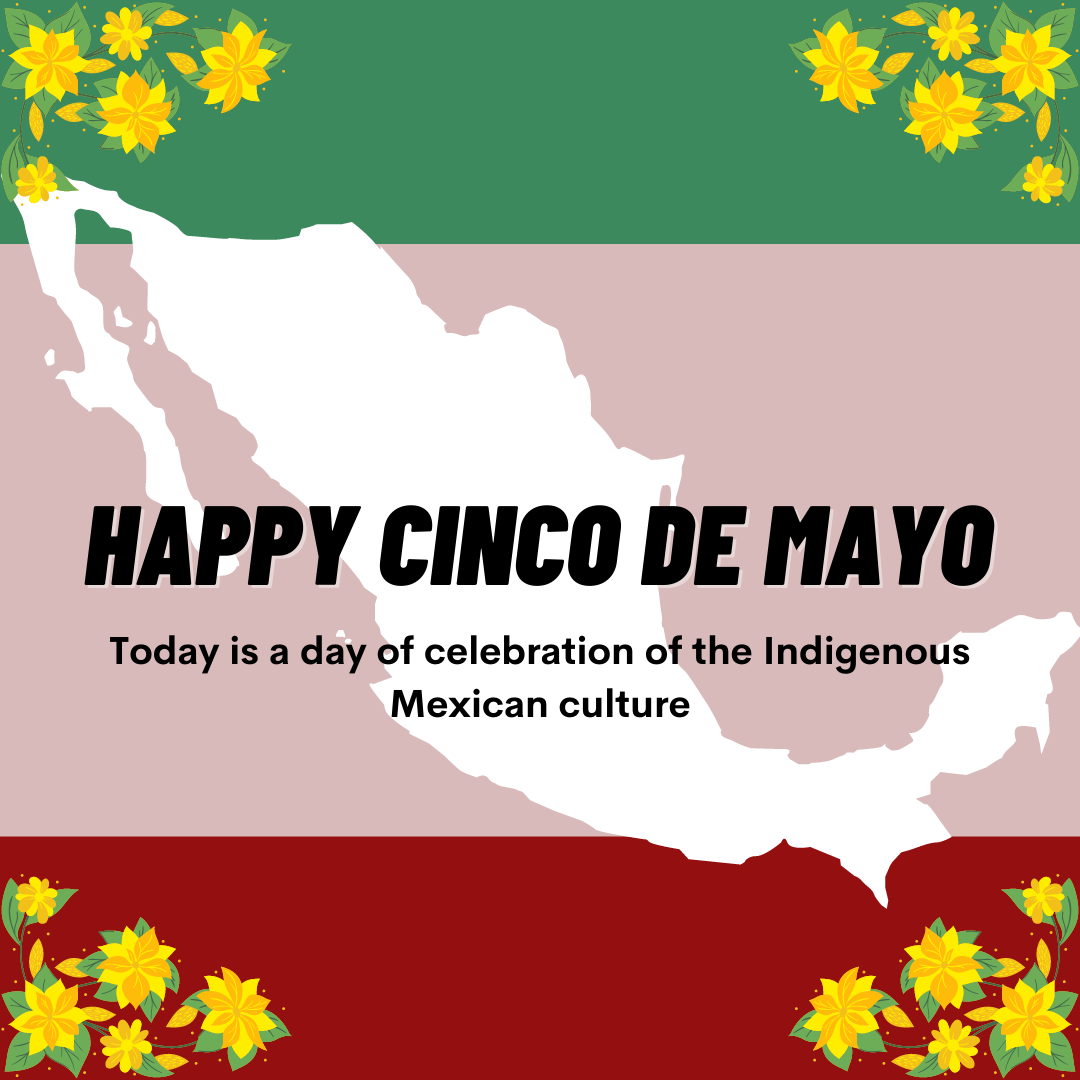 HAPPY CINCO DE MAYO
Today is a day of celebration of the Indigenous
Mexican culture